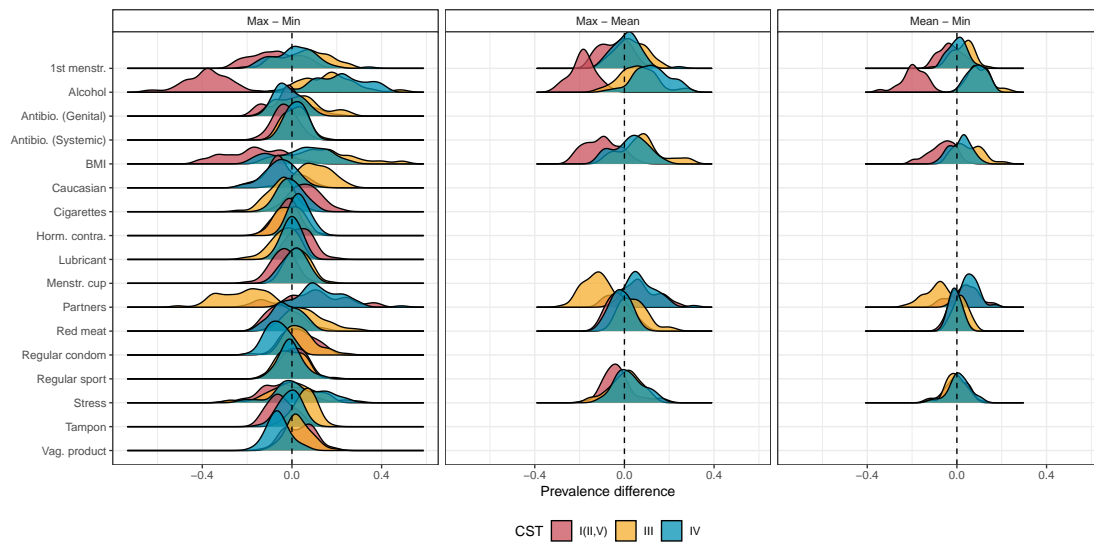 Max − Min
Max − Mean
Mean − Min
1st menstr.
Alcohol
Antibio. (Genital)
Antibio. (Systemic)
BMI
Caucasian
Cigarettes
Horm. contra.
Lubricant
Menstr. cup
Partners
Red meat
Regular condom
Regular sport
Stress
Tampon
Vag. product
−0.4 0.0 0.4
−0.4 0.0 0.4
−0.4 0.0 0.4
Prevalence difference
CST I(II,V) III IV